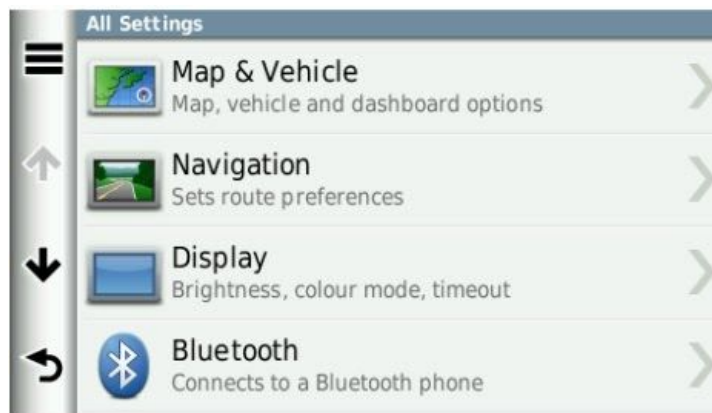 All Settings
Map & Vehicle
Map, vehicle and dashboard options
Navigation
Sets route preferences
Display
Brightness, colour mode, timeout
Bluetooth
Connects to a Bluetooth phone